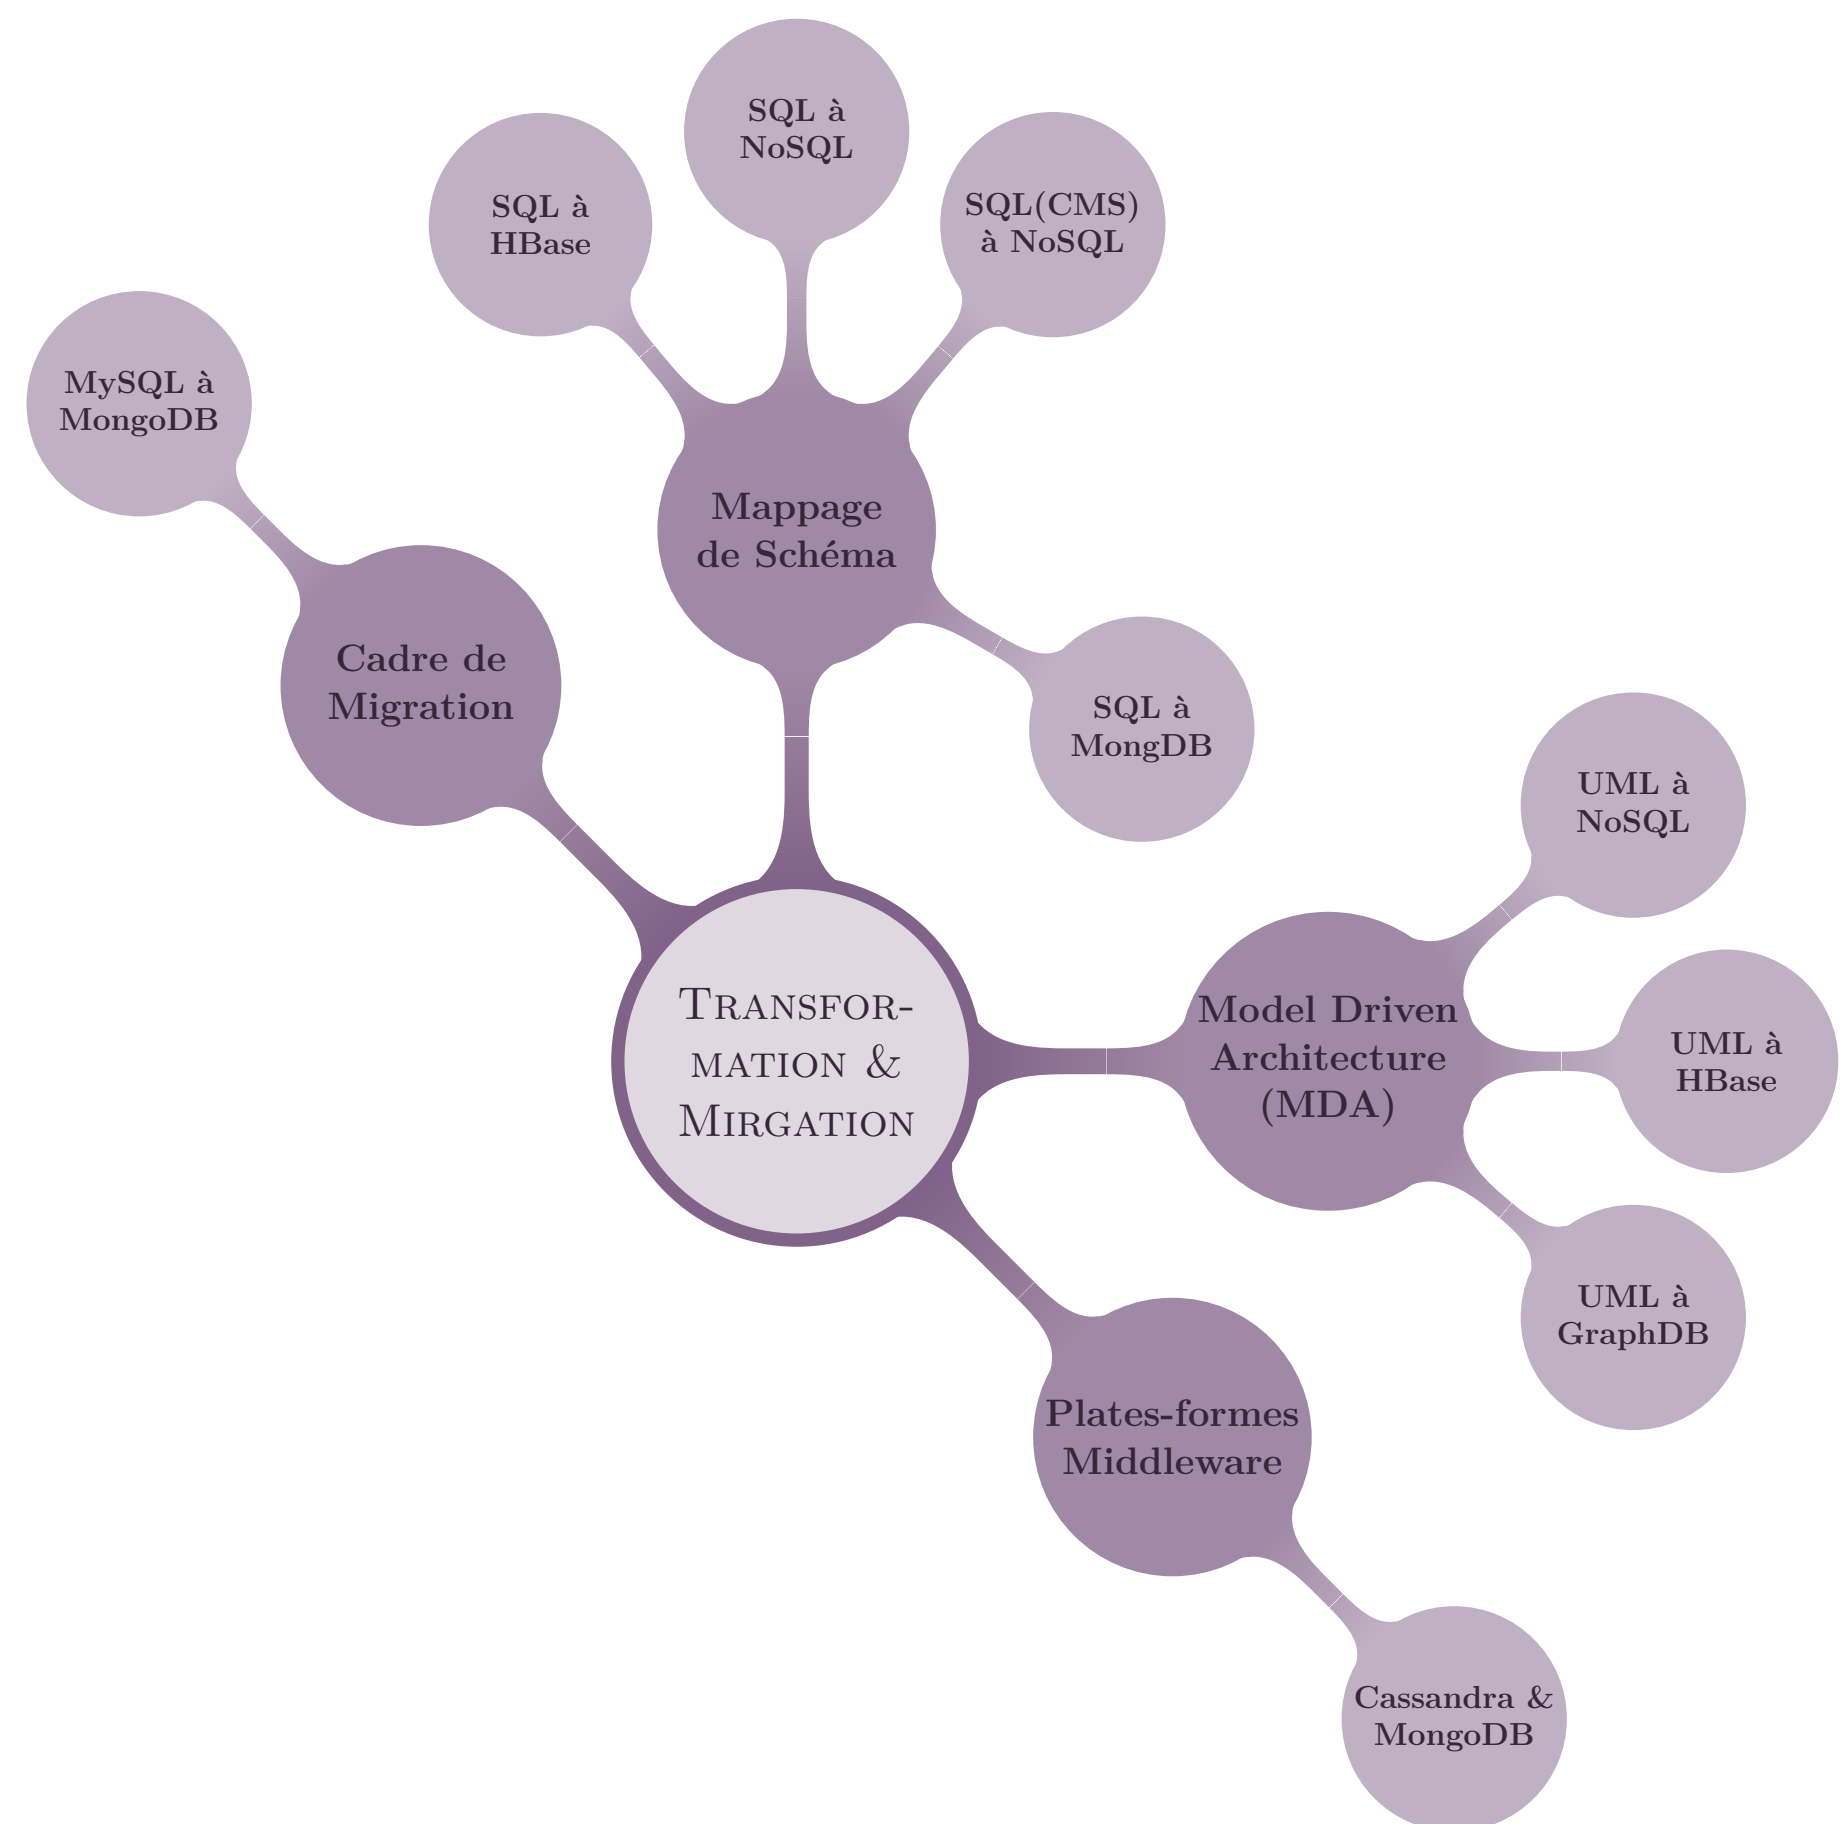 SQL à
NoSQL
SQL à
HBase
SQL(CMS)
à NoSQL
MySQL à
MongoDB
Mappage
de Schéma
Cadre de
Migration
SQL à
MongDB
UML à
NoSQL
Transfor-
mation &
Mirgation
Model Driven
Architecture
(MDA)
UML à
HBase
UML à
GraphDB
Plates-formes
Middleware
Cassandra &
MongoDB